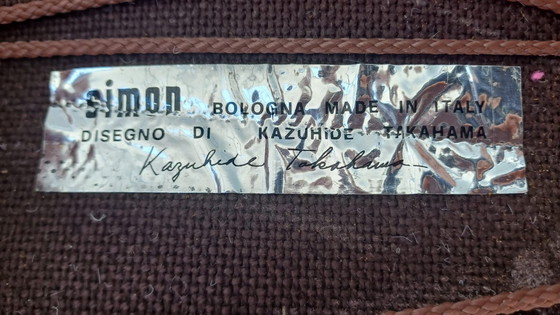 simon BOLOGNA MADE IN ITALY
DISEGNO DI KAZUHIDE TAKAHAMA
Kazuhide Takahama